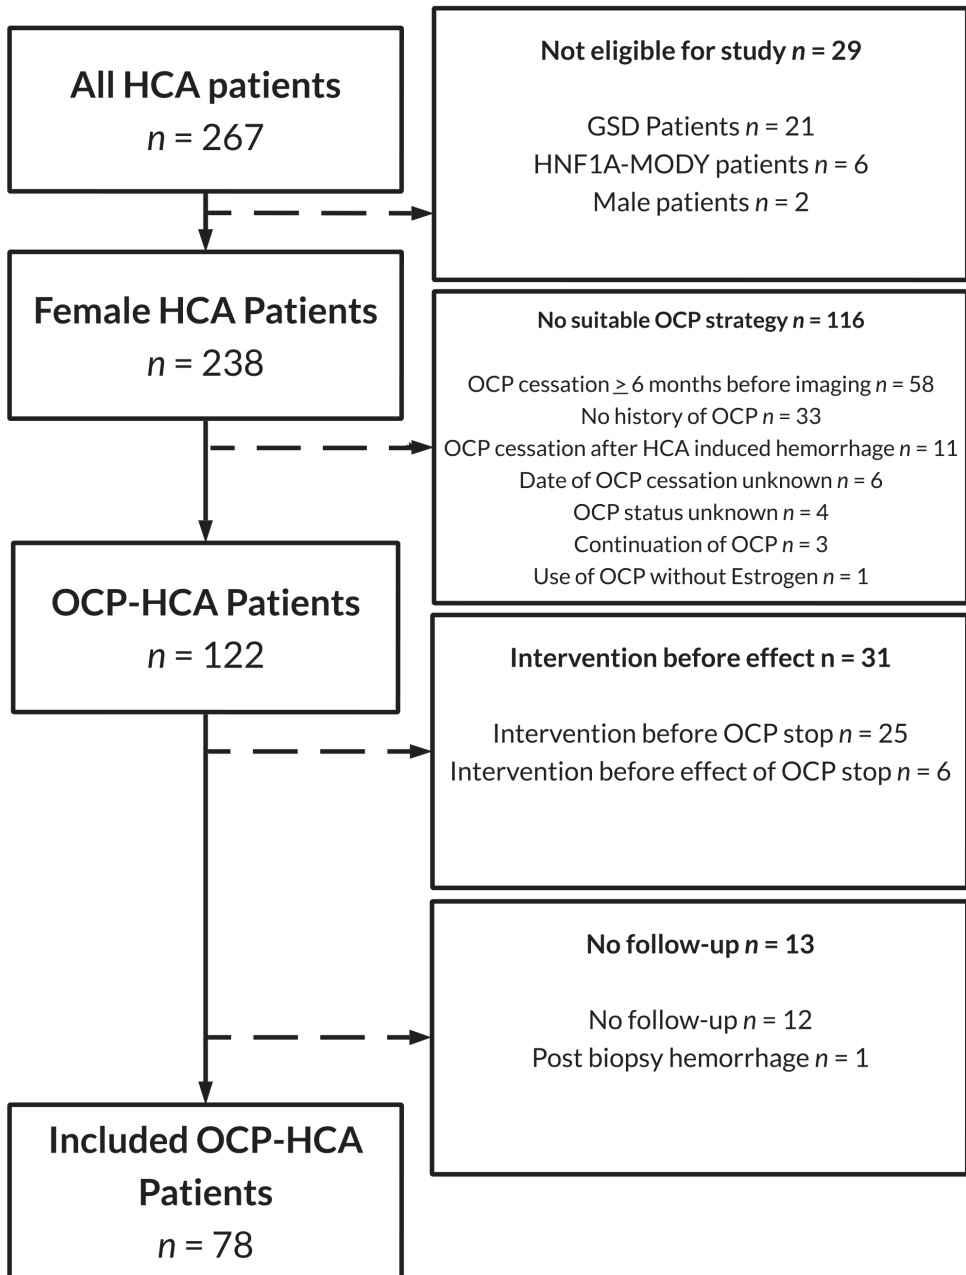 All HCA patients
n = 267
Not eligible for study n = 29
GSD Patients n = 21
HNF1A-MODY patients n = 6
Male patients n = 2
Female HCA Patients
n = 238
No suitable OCP strategy n = 116
OCP cessation ≥ 6 months before imaging n = 58
No history of OCP n = 33
OCP cessation after HCA induced hemorrhage n = 11
Date of OCP cessation unknown n = 6
OCP status unknown n = 4
Continuation of OCP n = 3
Use of OCP without Estrogen n = 1
OCP-HCA Patients
n = 122
Intervention before effect n = 31
Intervention before OCP stop n = 25
Intervention before effect of OCP stop n = 6
No follow-up n = 13
No follow-up n = 12
Post biopsy hemorrhage n = 1
Included OCP-HCA
Patients
n = 78